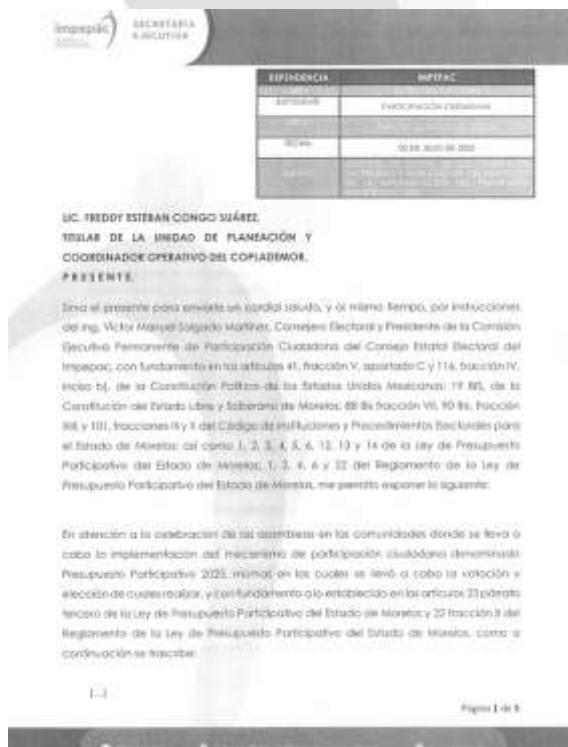 impepac
SECRETARÍA
EJECUTIVA
DEPENDENCIA IMPEPAC
PARTICIPACIÓN CIUDADANA
FECHA
LIC. FREDDY ESTEBAN CONGO SUÁREZ,
TITULAR DE LA UNIDAD DE PLANEACIÓN Y
COORDINADOR OPERATIVO DEL COPLADEMOR.
P R E S E N T E.
Sirva el presente para enviarle un cordial saludo, y al mismo tiempo, por instrucciones
del Ing. Víctor Manuel Salgado Martínez, Consejero Electoral y Presidente de la Comisión
Ejecutiva Permanente de Participación Ciudadana del Consejo Estatal Electoral del
Impepac, con fundamento en los artículos 41, fracción V, apartado C y 116, fracción IV,
inciso b), de la Constitución Política de los Estados Unidos Mexicanos; 19 BIS, de la
Constitución del Estado Libre y Soberano de Morelos; 88 Bis fracción VII, 90 Bis, fracción
y 101, fracciones III y X del Código de Instituciones y Procedimientos Electorales para
el Estado de Morelos; así como 1, 2, 3, 4, 5, 6, 12, 13 y 14 de la Ley de Presupuesto
Participativo del Estado de Morelos; 1, 2, 4, 6 y 22 del Reglamento de la Ley de
Presupuesto Participativo del Estado de Morelos, me permito exponer lo siguiente:
En atención a la celebración de las asambleas en las comunidades donde se lleva a
cabo la implementación del mecanismo de participación ciudadana denominado
Presupuesto Participativo 2025, mismas en las cuales se llevó a cabo la votación y
elección de cuales realizar, y con fundamento a lo establecido en los artículos 23 párrafo
tercero de la Ley de Presupuesto Participativo del Estado de Morelos y 22 fracción II del
Reglamento de la Ley de Presupuesto Participativo del Estado de Morelos, como a
continuación se trascribe:
[...]
Página 1 de 5